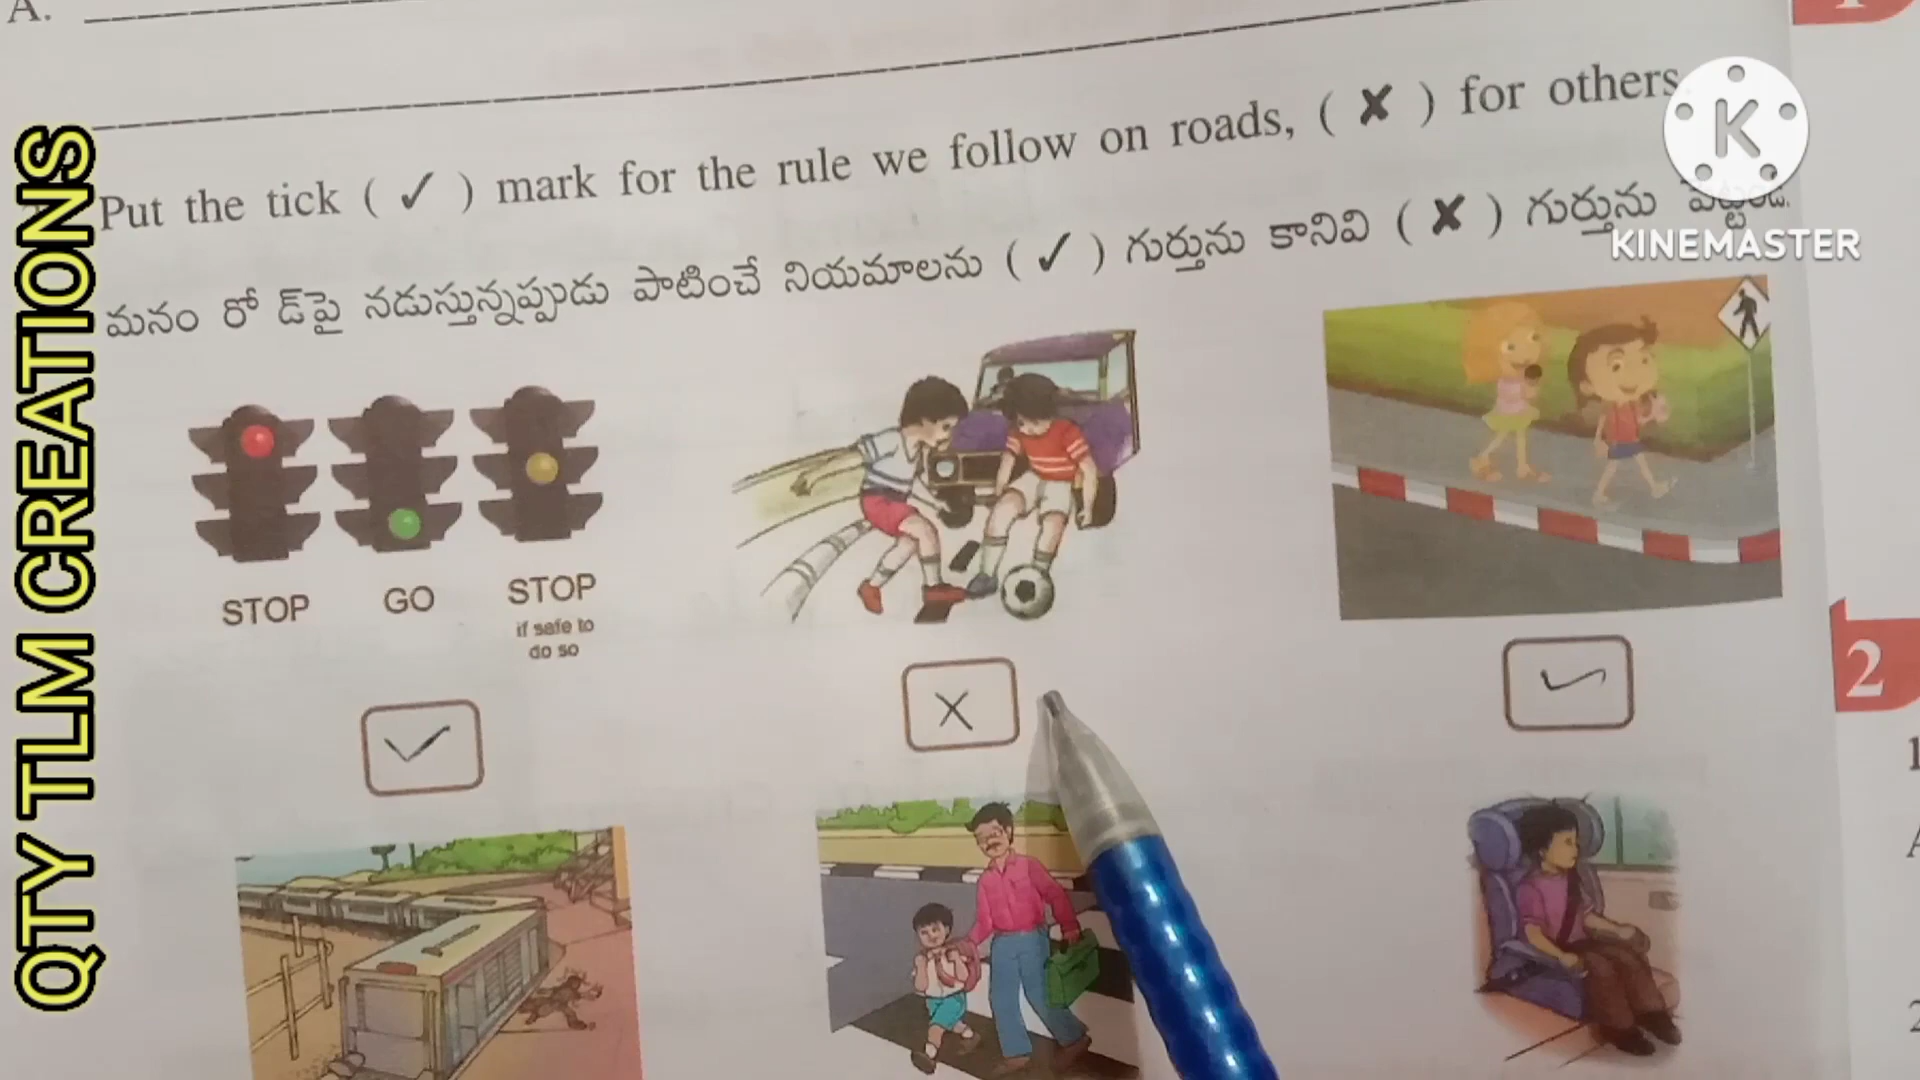 A.
Put the tick ( ✓ ) mark for the rule we follow on roads, ( ✘ ) for others
మనం రోడ్‌పై నడుస్తున్నప్పుడు పాటించే నియమాలను ( ✓ ) గుర్తును కానివి ( ✘ ) గుర్తును పెట్టండి.
KINEMASTER
QTY TLM CREATIONS
STOP GO STOP
if safe to
do so
✓ X ✓
2